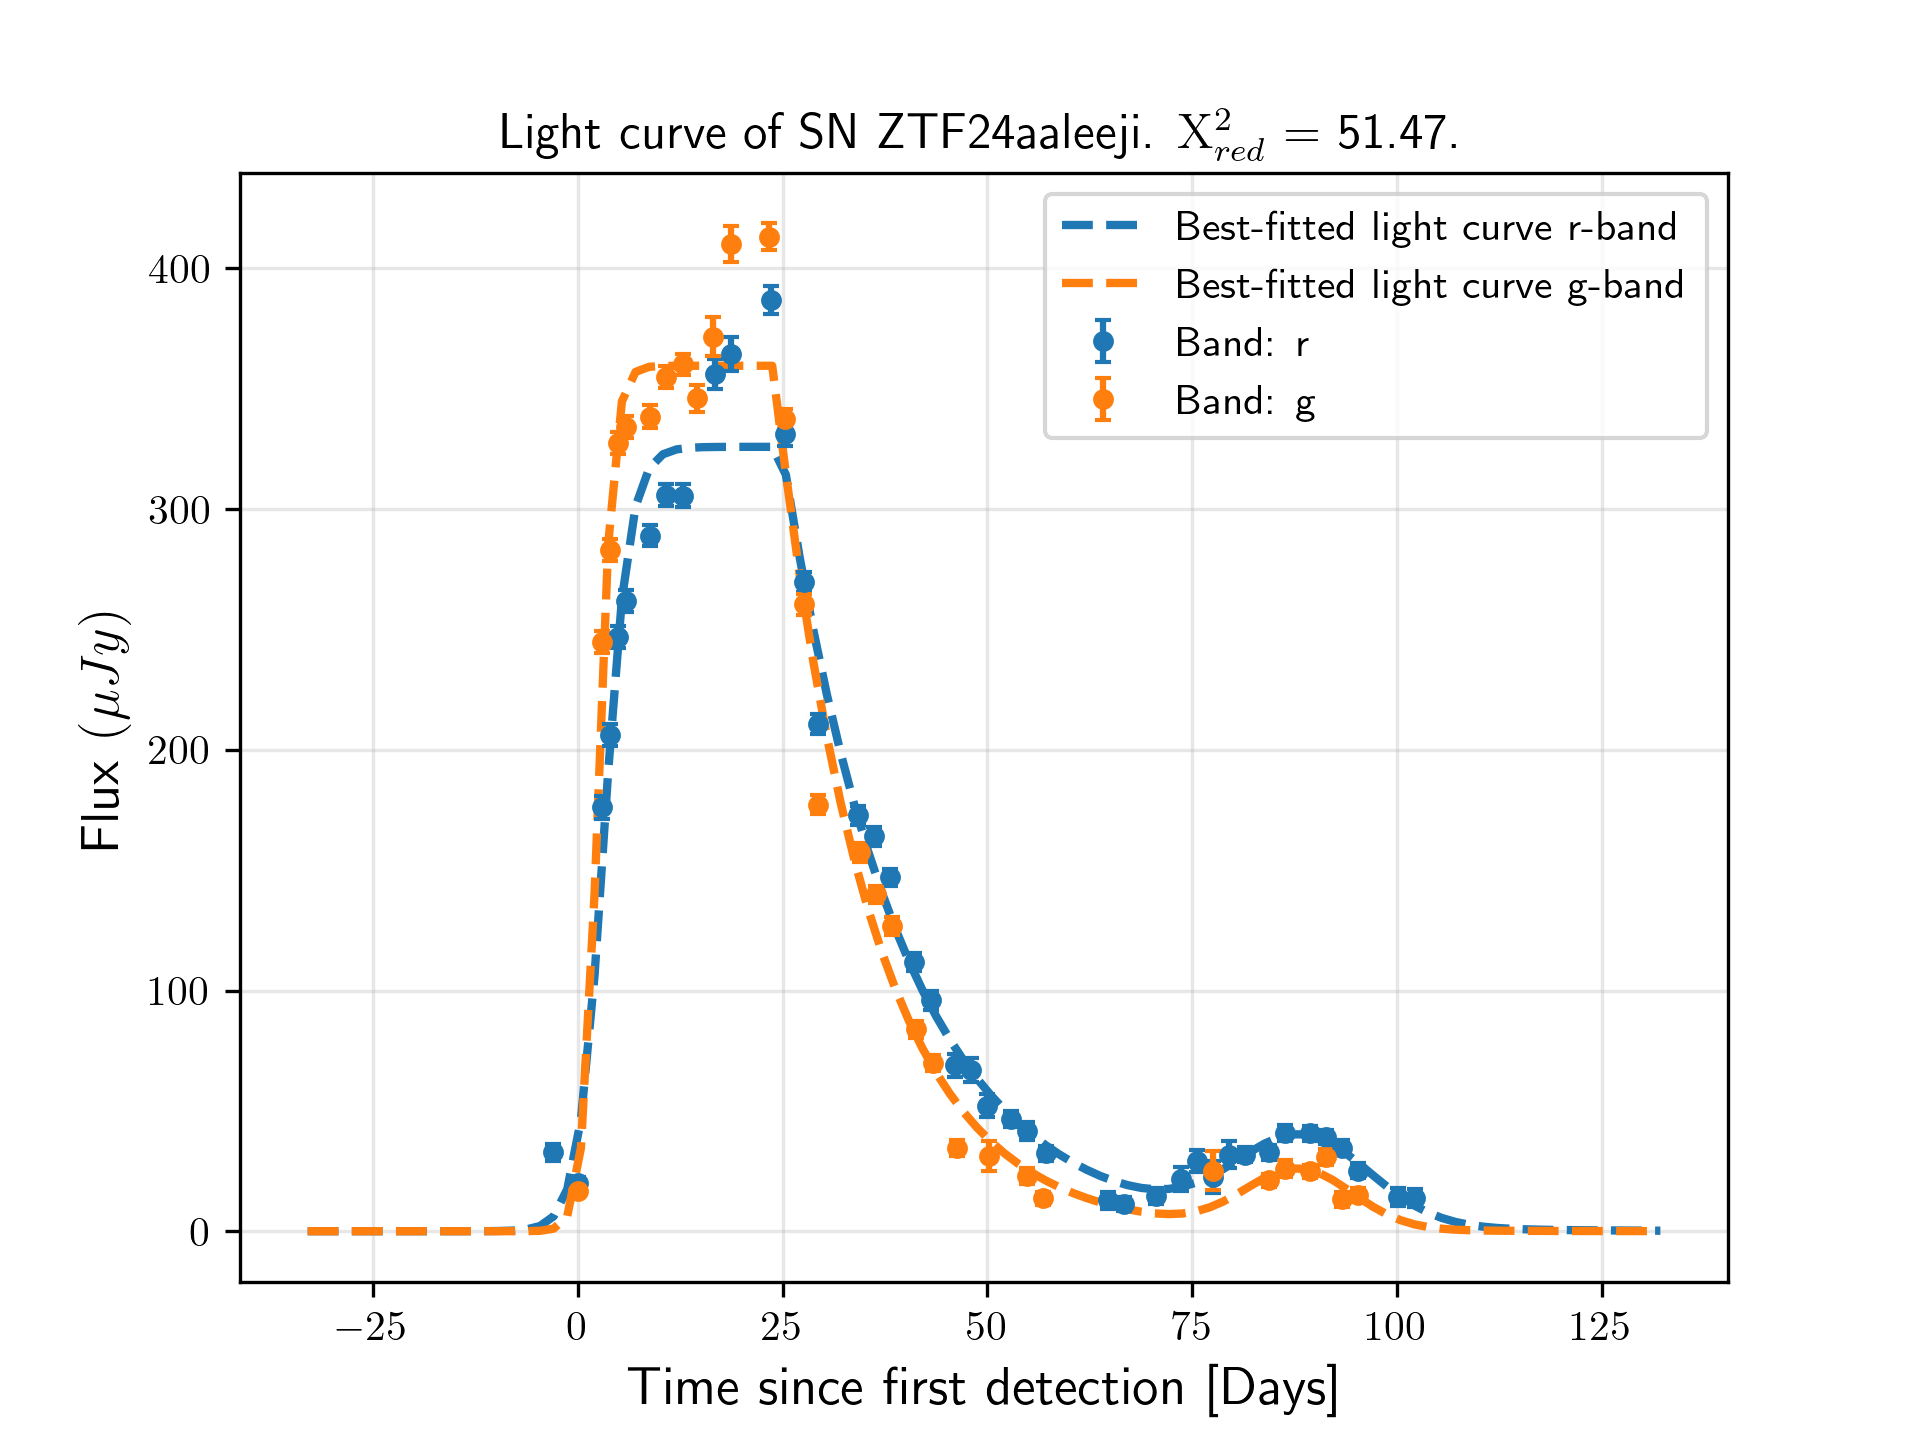 Light curve of SN ZTF24aaleeji. X²_red = 51.47.
Best-fitted light curve r-band
Best-fitted light curve g-band
Band: r
Band: g
Flux (μJy)
400
300
200
100
0
−25 0 25 50 75 100 125
Time since first detection [Days]